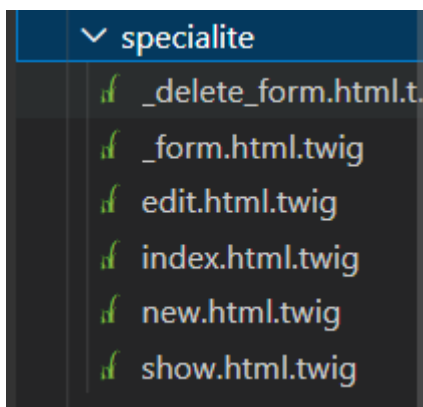 specialite
_delete_form.html.t.
_form.html.twig
edit.html.twig
index.html.twig
new.html.twig
show.html.twig